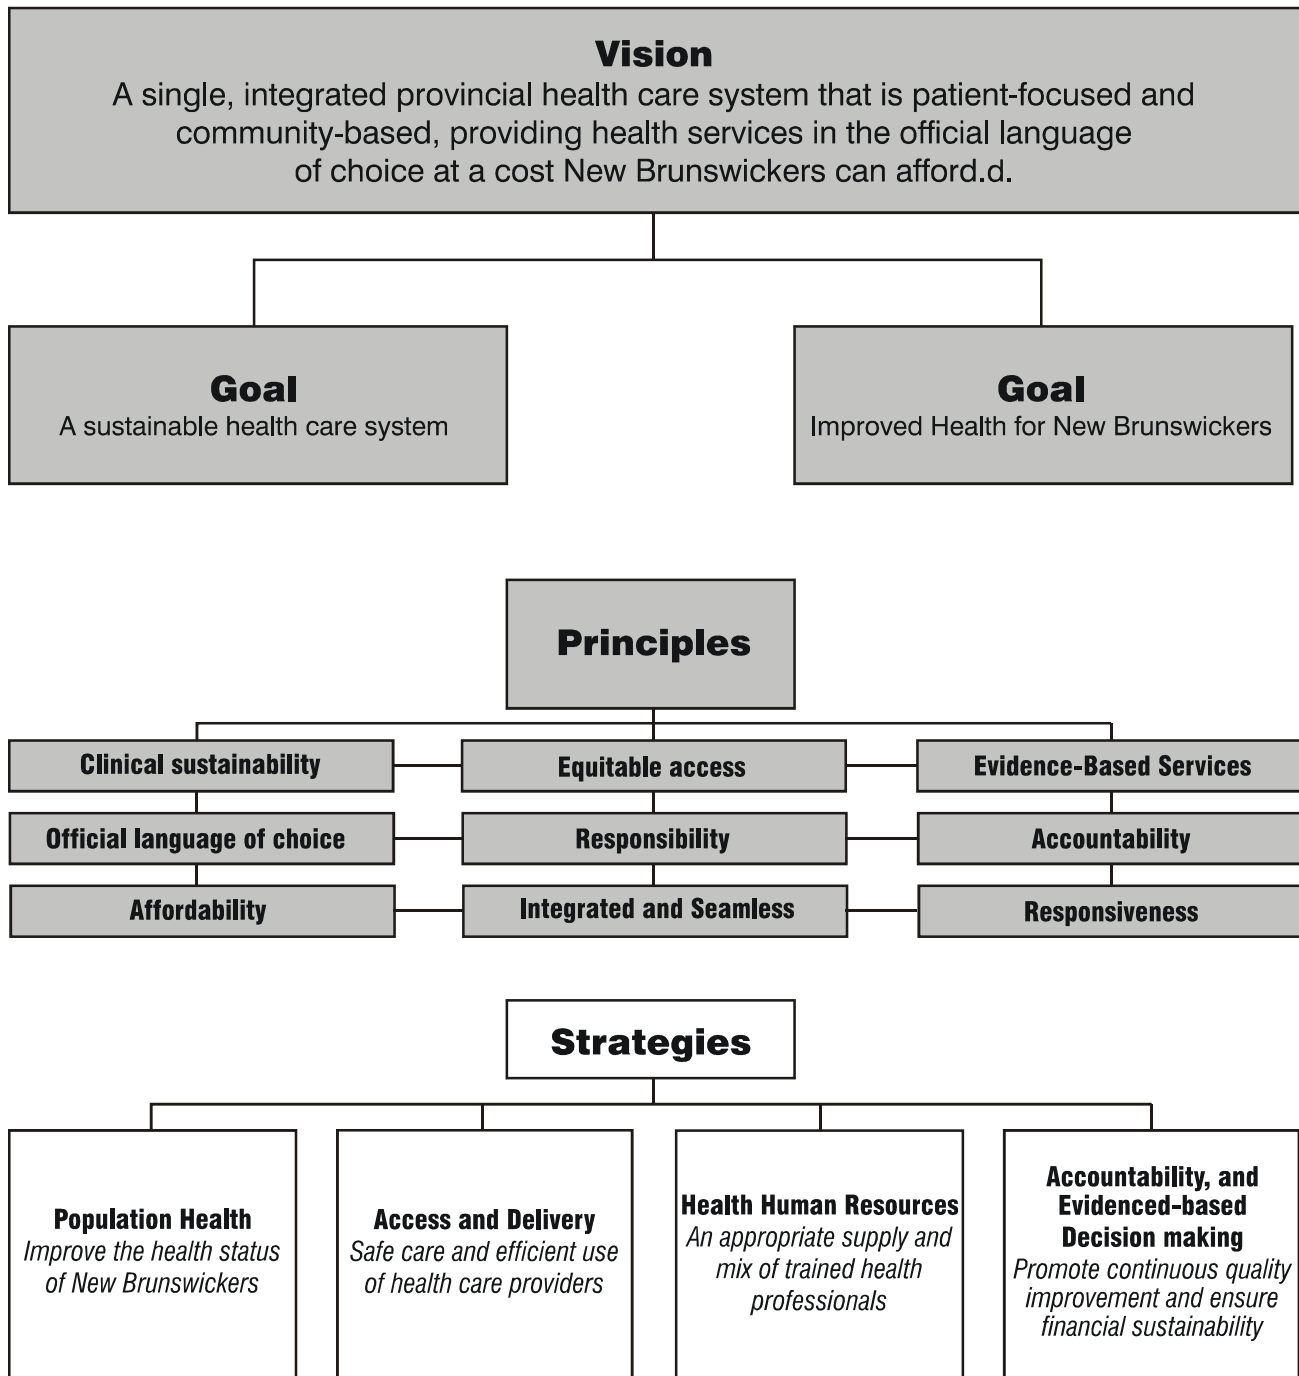 Vision
A single, integrated provincial health care system that is patient-focused and
community-based, providing health services in the official language
of choice at a cost New Brunswickers can afford.d.
Goal
A sustainable health care system
Goal
Improved Health for New Brunswickers
Principles
Clinical sustainability
Equitable access
Evidence-Based Services
Official language of choice
Responsibility
Accountability
Affordability
Integrated and Seamless
Responsiveness
Strategies
Population Health
Improve the health status
of New Brunswickers
Access and Delivery
Safe care and efficient use
of health care providers
Health Human Resources
An appropriate supply and
mix of trained health
professionals
Accountability, and
Evidenced-based
Decision making
Promote continuous quality
improvement and ensure
financial sustainability